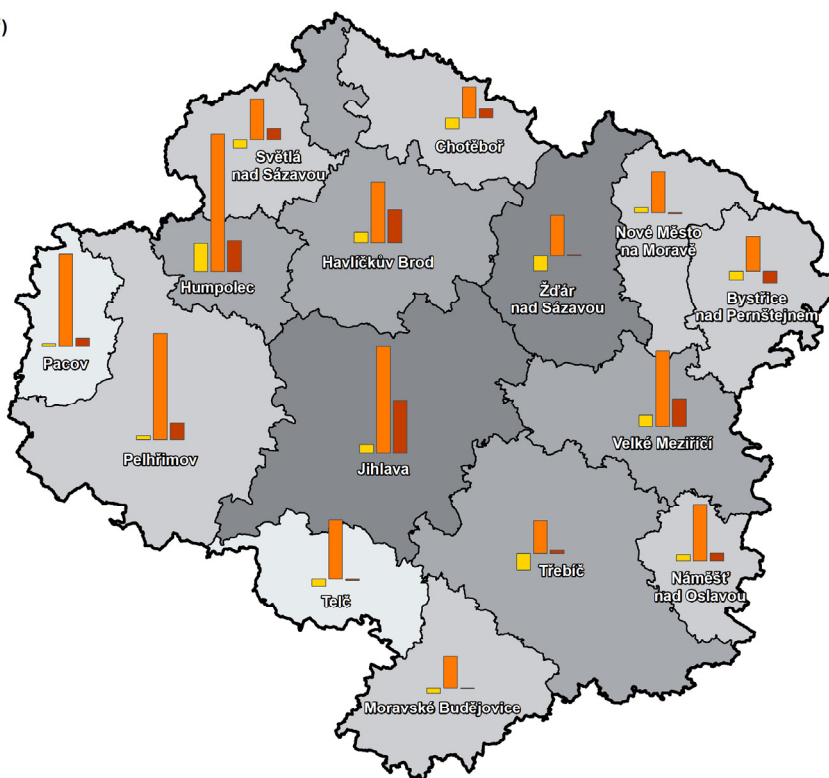 )
Světlá
nad Sázavou
Chotěboř
Nové Město
na Moravě
Havlíčkův Brod
Žďár
nad Sázavou
Humpolec
Bystřice
nad Pernštejnem
Pacov
Pelhřimov
Jihlava
Velké Meziříčí
Třebíč
Náměšť
nad Oslavou
Telč
Moravské Budějovice